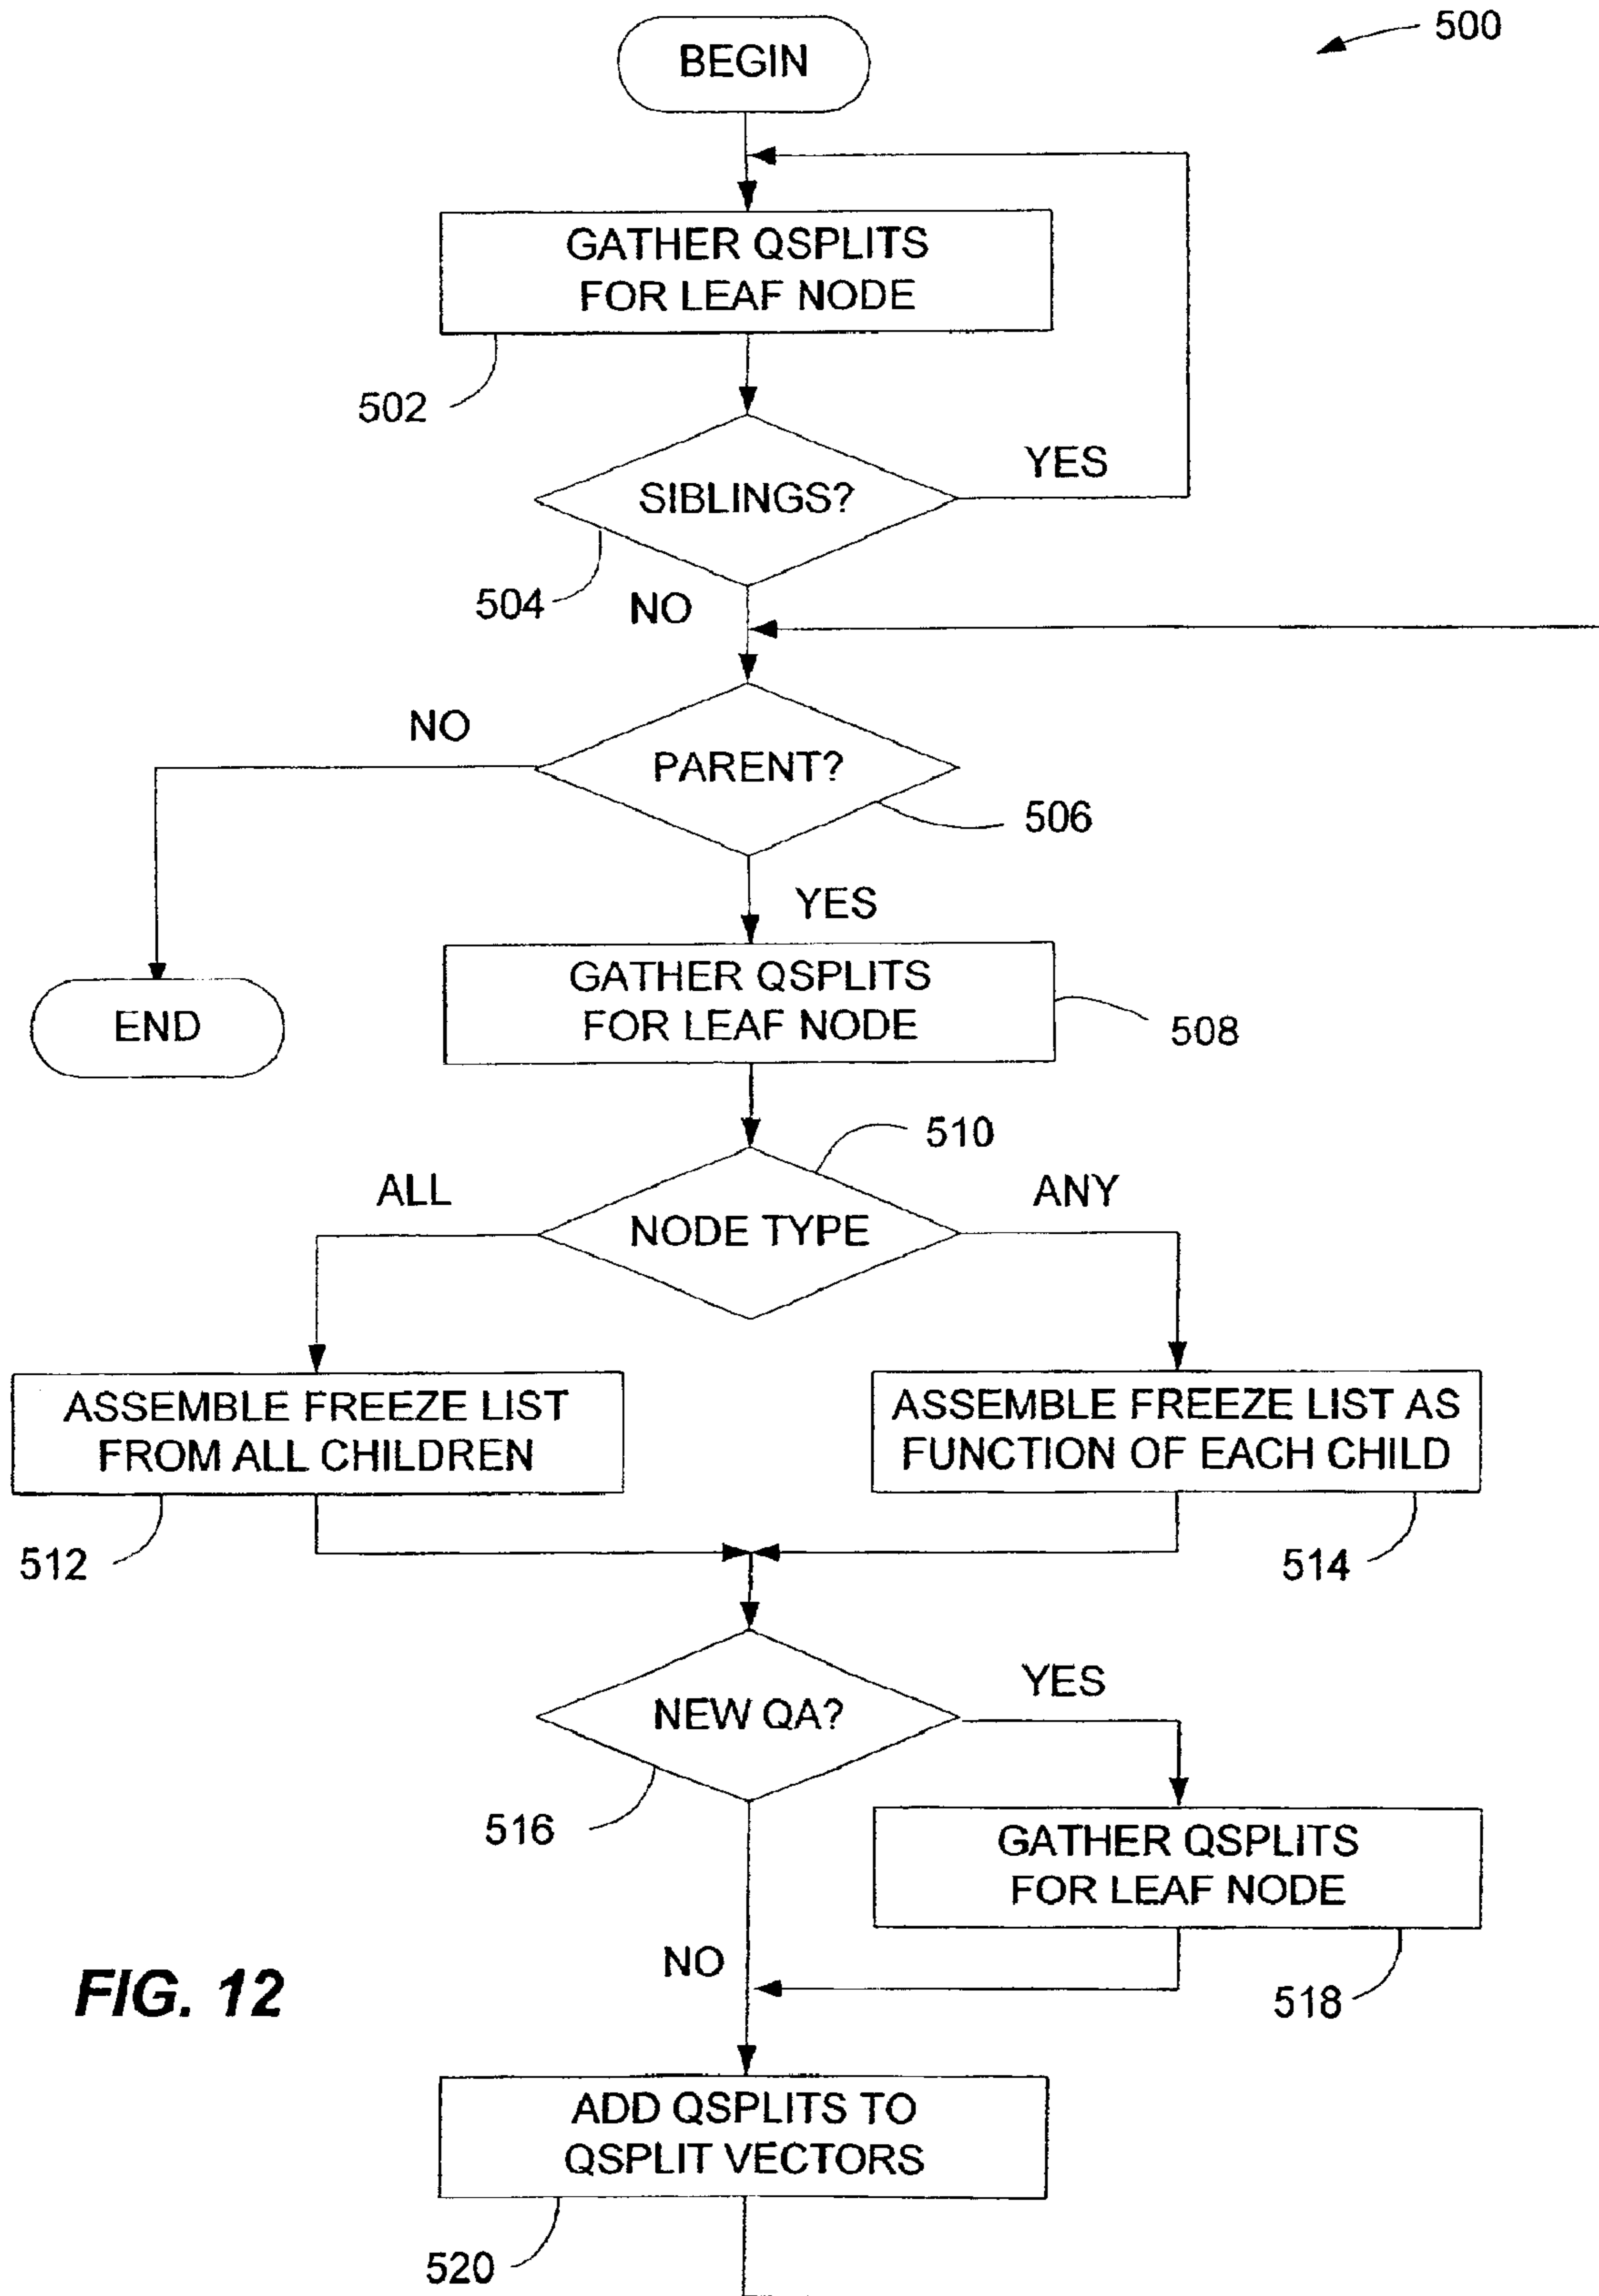 500
BEGIN
GATHER QSPLITS
FOR LEAF NODE
502
SIBLINGS?
YES
504
NO
PARENT?
NO
506
YES
END
GATHER QSPLITS
FOR LEAF NODE
508
510
ALL
NODE TYPE
ANY
ASSEMBLE FREEZE LIST
FROM ALL CHILDREN
ASSEMBLE FREEZE LIST AS
FUNCTION OF EACH CHILD
512
514
NEW QA?
YES
516
GATHER QSPLITS
FOR LEAF NODE
NO
518
FIG. 12
ADD QSPLITS TO
QSPLIT VECTORS
520